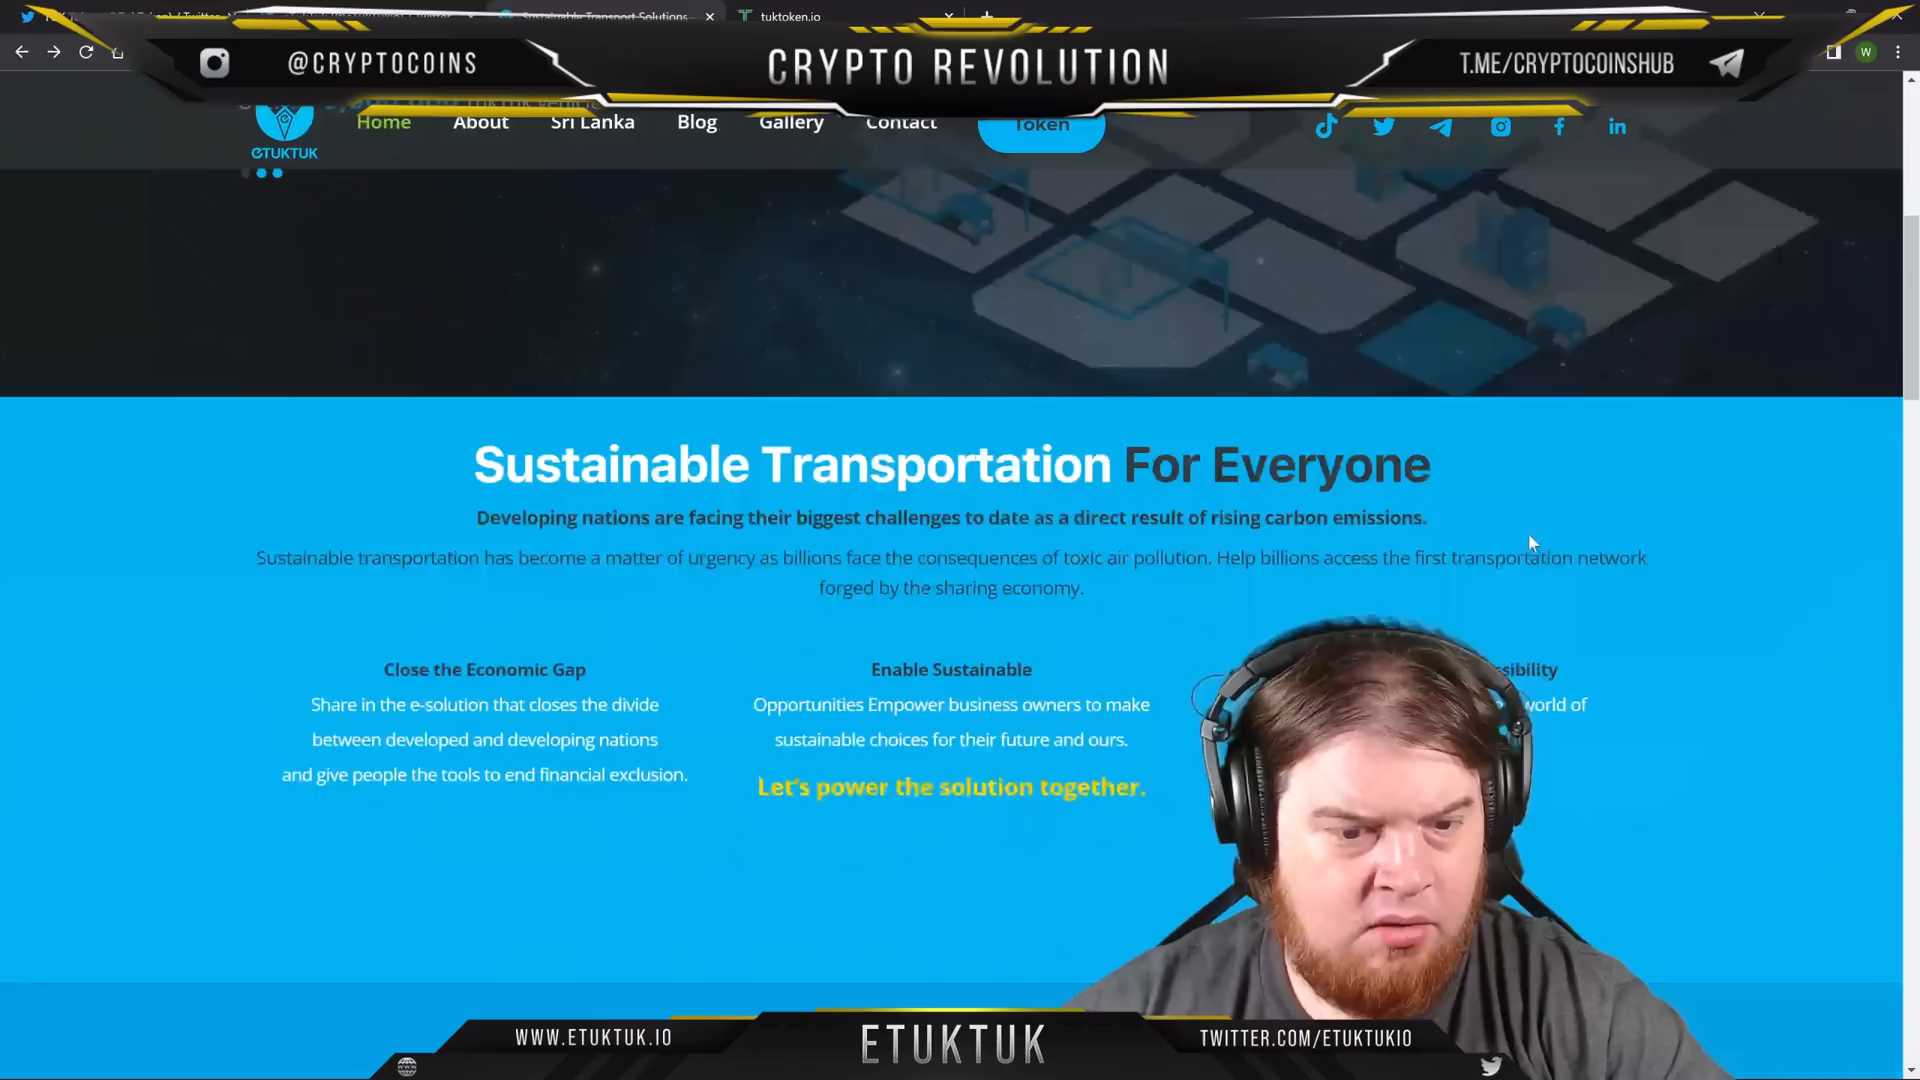 Sustainable Transport Solutions
tuktoken.io
@CRYPTOCOINS
CRYPTO REVOLUTION
T.ME/CRYPTOCOINSHUB
W
eTUKTUK
Home
About
Sri Lanka
Blog
Gallery
Contact
Token
Sustainable Transportation For Everyone
Developing nations are facing their biggest challenges to date as a direct result of rising carbon emissions.
Sustainable transportation has become a matter of urgency as billions face the consequences of toxic air pollution. Help billions access the first transportation network
forged by the sharing economy.
Close the Economic Gap
Share in the e-solution that closes the divide
between developed and developing nations
and give people the tools to end financial exclusion.
Enable Sustainable
Opportunities Empower business owners to make
sustainable choices for their future and ours.
Let's power the solution together.
world of
WWW.ETUKTUK.IO
ETUKTUK
TWITTER.COM/ETUKTUKIO